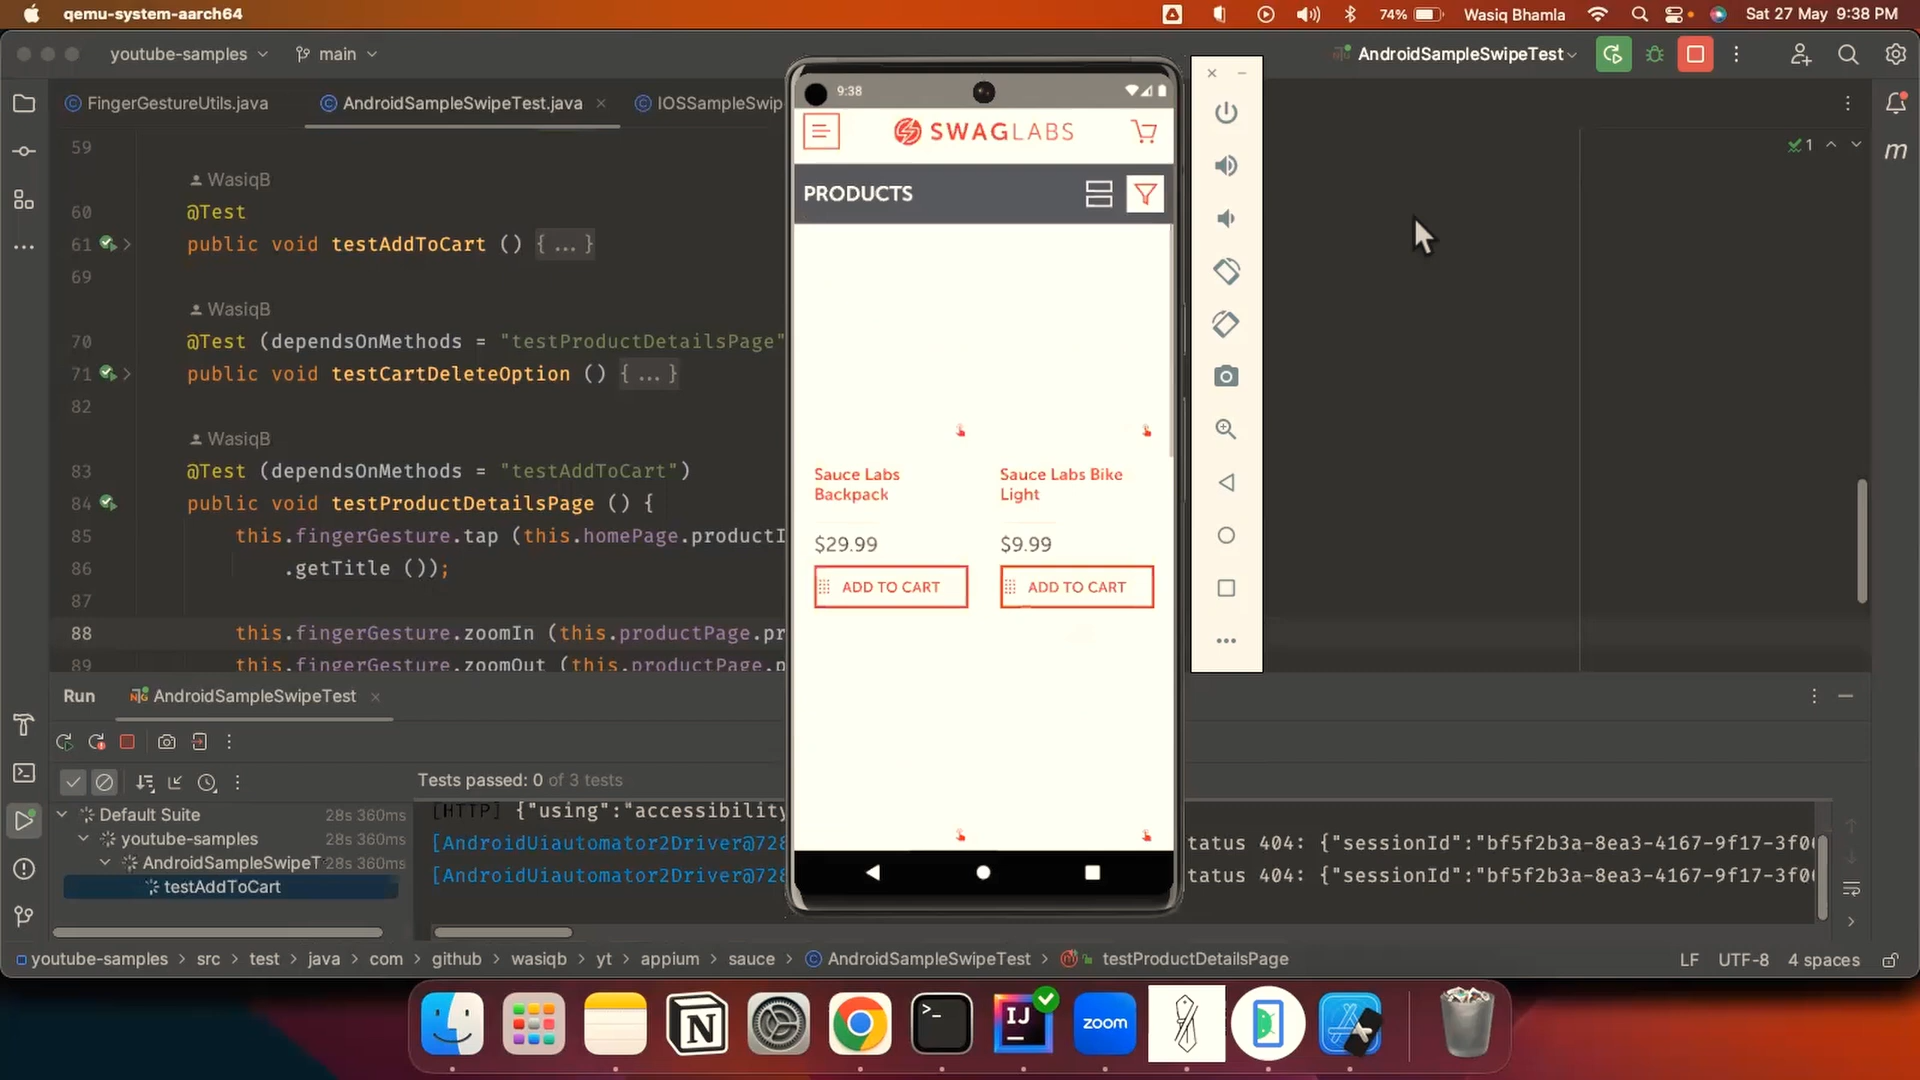 qemu-system-aarch64
74%
Wasiq Bhamla
Sat 27 May 9:38 PM
youtube-samples
main
AndroidSampleSwipeTest
FingerGestureUtils.java
AndroidSampleSwipeTest.java
IOSSampleSwip
59
WasiqB
60 @Test
61 public void testAddToCart () {...}
69
WasiqB
70 @Test (dependsOnMethods = "testProductDetailsPage"
71 public void testCartDeleteOption () {...}
82
WasiqB
83 @Test (dependsOnMethods = "testAddToCart")
84 public void testProductDetailsPage () {
85 this.fingerGesture.tap (this.homePage.productI
86 .getTitle ());
87
88 this.fingerGesture.zoomIn (this.productPage.pr
89 this.fingerGesture.zoomOut (this.productPage.p
1
9:38
SWAGLABS
PRODUCTS
Sauce Labs
Backpack
$29.99
ADD TO CART
Sauce Labs Bike
Light
$9.99
ADD TO CART
Run
AndroidSampleSwipeTest
Tests passed: 0 of 3 tests
Default Suite 28s 360ms
youtube-samples 28s 360ms
AndroidSampleSwipeT 28s 360ms
testAddToCart
[HTTP] {"using":"accessibility
[AndroidUiautomator2Driver@728 tatus 404: {"sessionId":"bf5f2b3a-8ea3-4167-9f17-3f0
[AndroidUiautomator2Driver@728 tatus 404: {"sessionId":"bf5f2b3a-8ea3-4167-9f17-3f0
youtube-samples > src > test > java > com > github > wasiqb > yt > appium > sauce > AndroidSampleSwipeTest > testProductDetailsPage
LF UTF-8 4 spaces
IJ
zoom